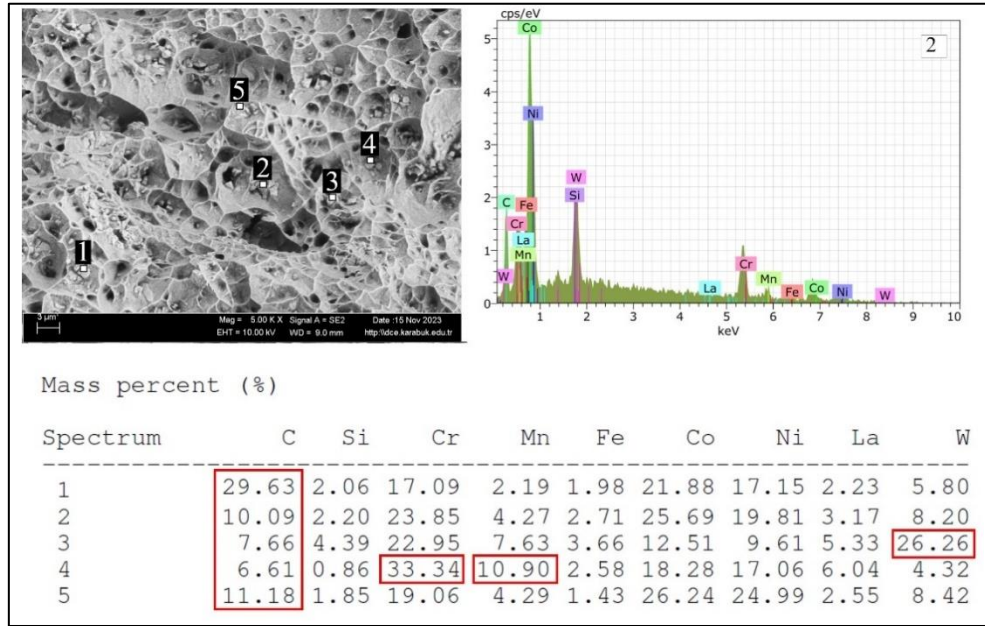 5
4
2
3
1
3 µm
Mag = 5.00 K X Signal A = SE2 Date :15 Nov 2023
EHT = 10.00 kV WD = 9.0 mm http\\dce.karabuk.edu.tr
cps/eV
2
5
4
3
2
1
0
Co
Ni
W
Si
C
Fe
Cr
La
Mn
W
Cr
La
Mn
Fe
Co
Ni
W
1 2 3 4 5 6 7 8 9 10
keV
Mass percent (%)
Spectrum C Si Cr Mn Fe Co Ni La W
1 29.63 2.06 17.09 2.19 1.98 21.88 17.15 2.23 5.80
2 10.09 2.20 23.85 4.27 2.71 25.69 19.81 3.17 8.20
3 7.66 4.39 22.95 7.63 3.66 12.51 9.61 5.33 26.26
4 6.61 0.86 33.34 10.90 2.58 18.28 17.06 6.04 4.32
5 11.18 1.85 19.06 4.29 1.43 26.24 24.99 2.55 8.42